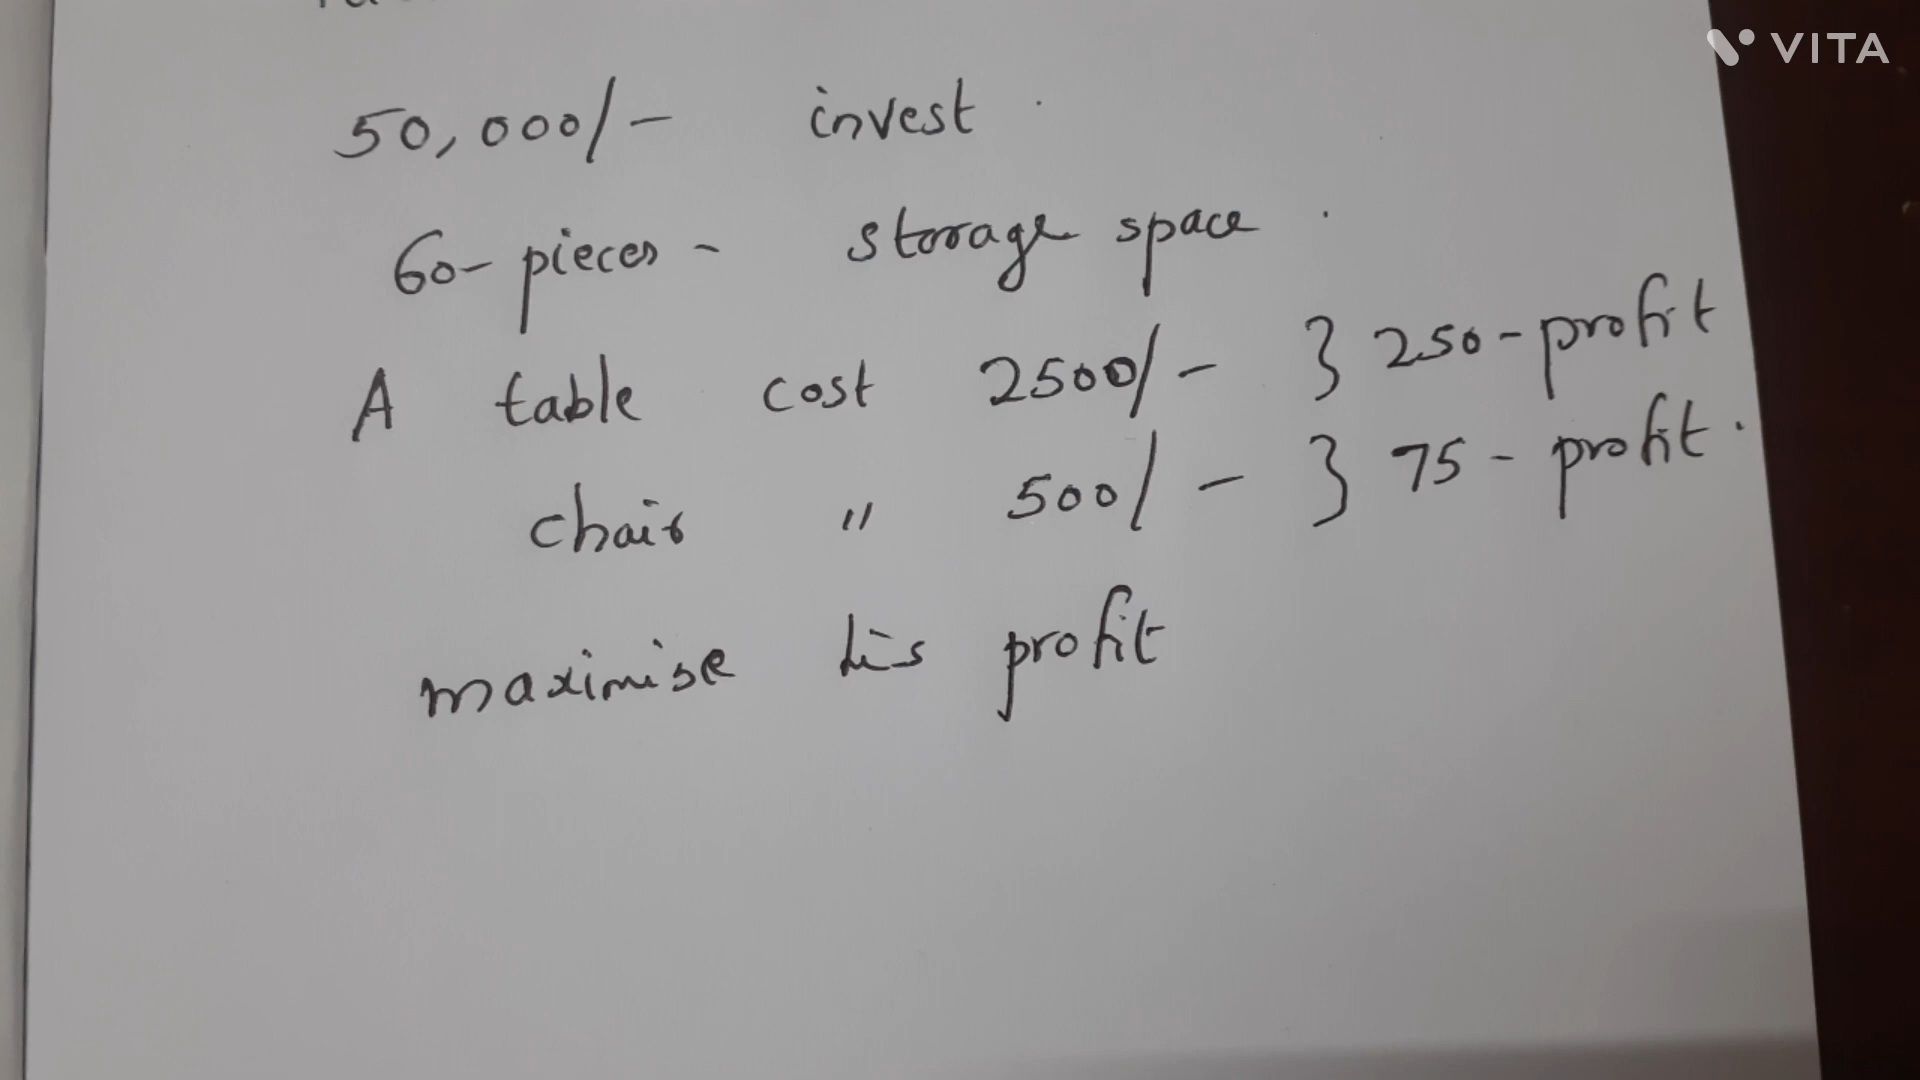 VITA
50,000/- invest.
60-pieces - storage space.
A table cost 2500/- } 250-profit
chair " 500/- } 75-profit.
maximise his profit